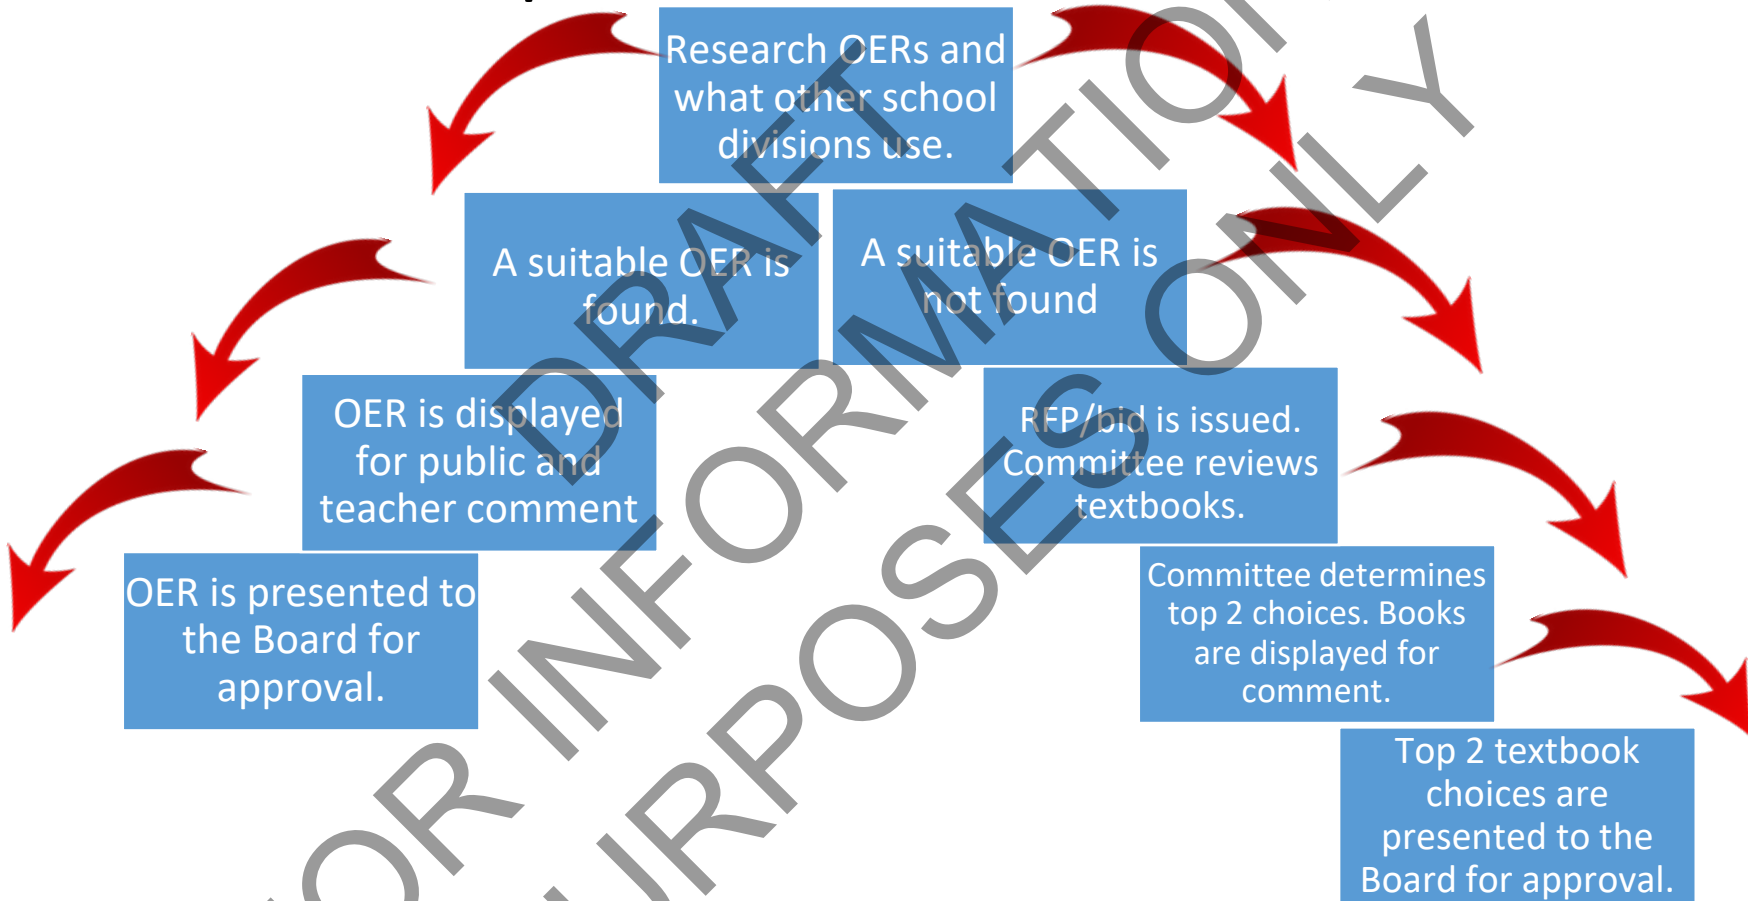 Research OERs and
what other school
divisions use.
A suitable OER is
found.
A suitable OER is
not found
OER is displayed
for public and
teacher comment
RFP/bid is issued.
Committee reviews
textbooks.
OER is presented to
the Board for
approval.
Committee determines
top 2 choices. Books
are displayed for
comment.
Top 2 textbook
choices are
presented to the
Board for approval.
DRAFT
OR INFORMATION
URPOSES ONLY